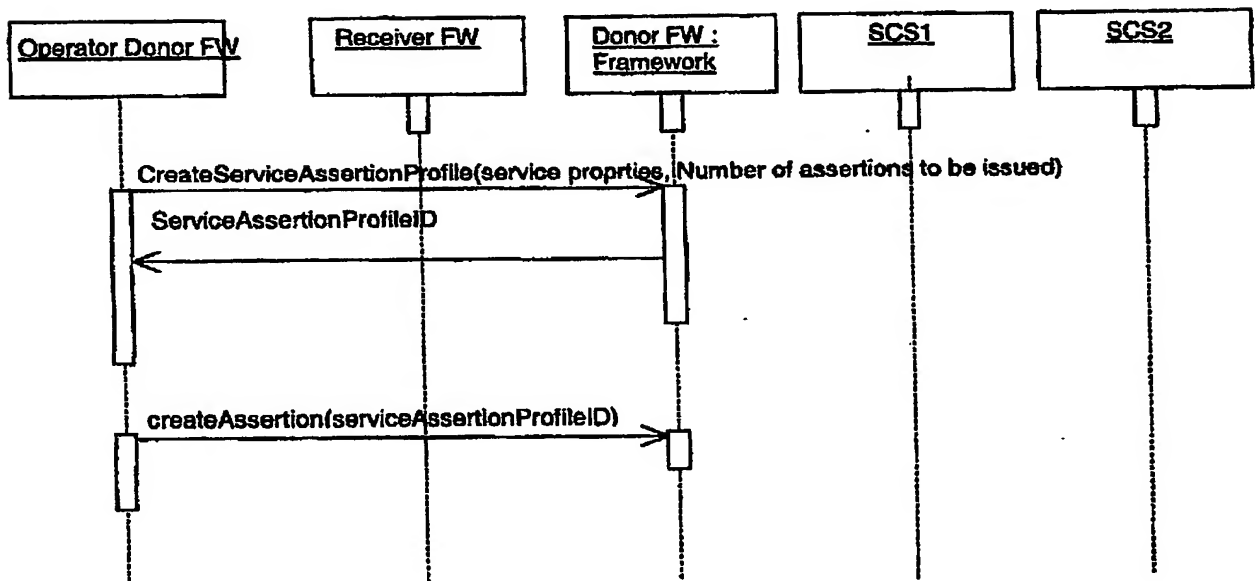 Operator Donor FW
Receiver FW
Donor FW :
Framework
SCS1
SCS2
CreateServiceAssertionProfile(service proprties, Number of assertions to be issued)
ServiceAssertionProfileID
createAssertion(serviceAssertionProfileID)